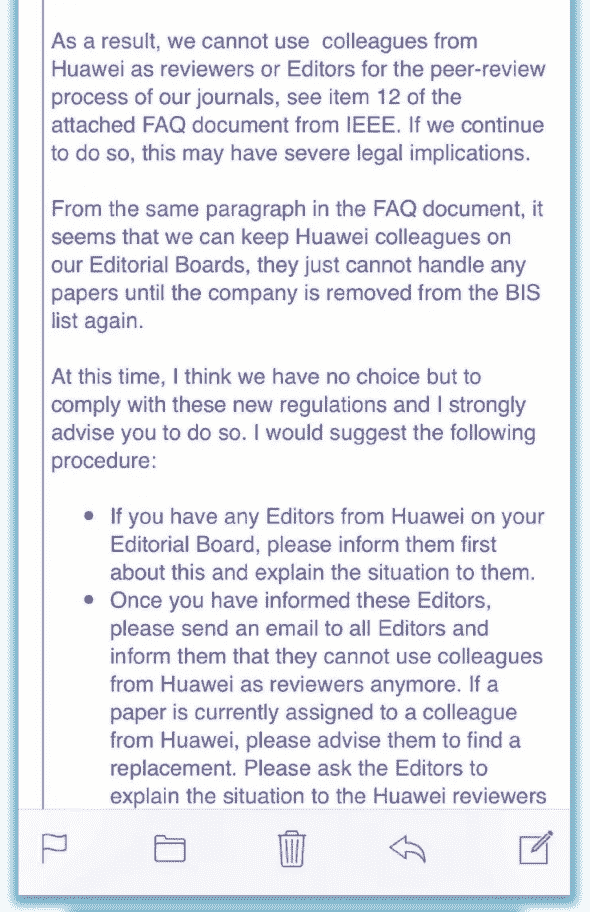 As a result, we cannot use  colleagues from
Huawei as reviewers or Editors for the peer-review
process of our journals, see item 12 of the
attached FAQ document from IEEE. If we continue
to do so, this may have severe legal implications.
From the same paragraph in the FAQ document, it
seems that we can keep Huawei colleagues on
our Editorial Boards, they just cannot handle any
papers until the company is removed from the BIS
list again.
At this time, I think we have no choice but to
comply with these new regulations and I strongly
advise you to do so. I would suggest the following
procedure:
• If you have any Editors from Huawei on your
Editorial Board, please inform them first
about this and explain the situation to them.
• Once you have informed these Editors,
please send an email to all Editors and
inform them that they cannot use colleagues
from Huawei as reviewers anymore. If a
paper is currently assigned to a colleague
from Huawei, please advise them to find a
replacement. Please ask the Editors to
explain the situation to the Huawei reviewers